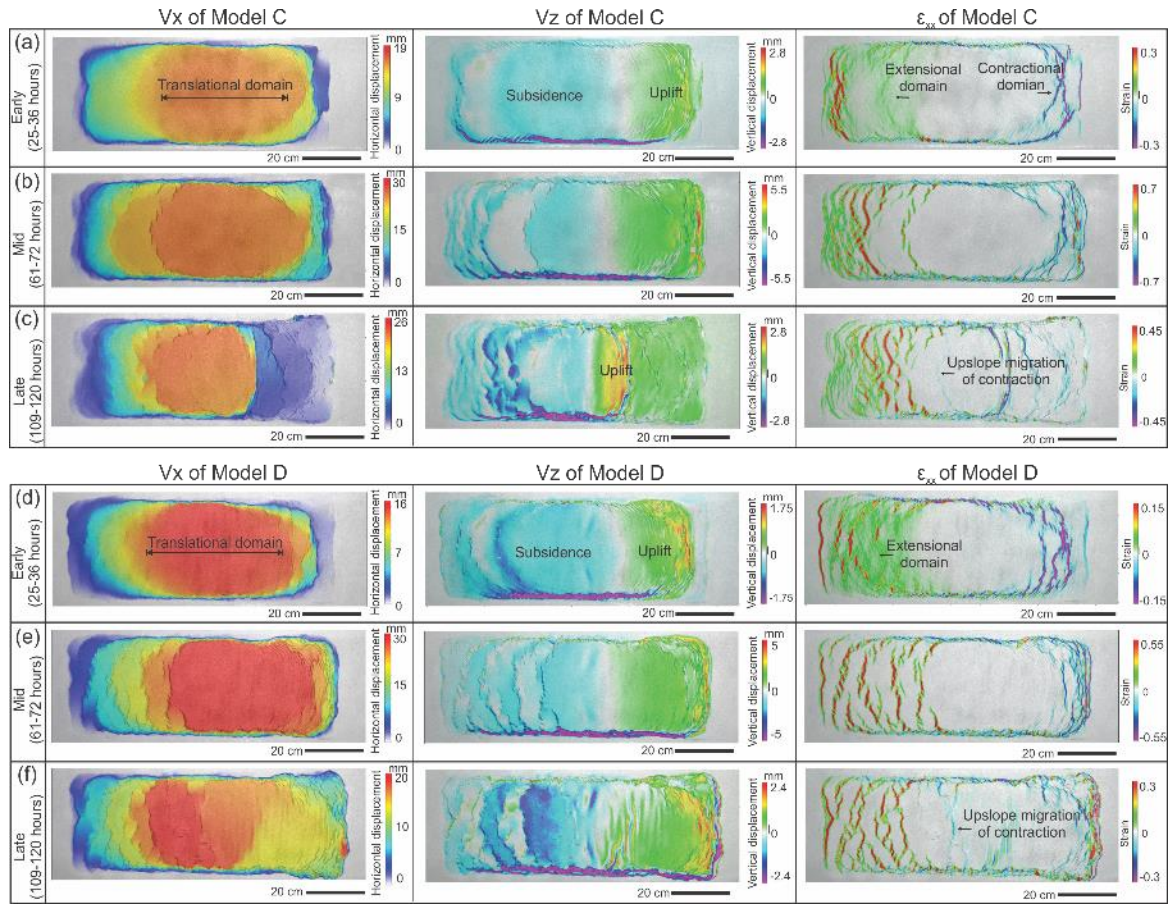 Vx of Model C
Vz of Model C
εxx of Model C
(a)
Early
(25-36 hours)
Translational domain
20 cm
mm
19
9
0
Horizontal displacement
Subsidence
Uplift
20 cm
mm
2.8
0
-2.8
Vertical displacement
Extensional
domain
Contractional
domian
20 cm
0.3
0
-0.3
Strain
(b)
Mid
(61-72 hours)
20 cm
mm
30
15
0
Horizontal displacement
20 cm
mm
5.5
0
-5.5
Vertical displacement
20 cm
0.7
0
-0.7
Strain
(c)
Late
(109-120 hours)
20 cm
mm
26
13
0
Horizontal displacement
Uplift
20 cm
mm
2.8
0
-2.8
Vertical displacement
Upslope migration
of contraction
20 cm
0.45
0
-0.45
Strain
Vx of Model D
Vz of Model D
εxx of Model D
(d)
Early
(25-36 hours)
Translational domain
20 cm
mm
16
7
0
Horizontal displacement
Subsidence
Uplift
20 cm
mm
1.75
0
-1.75
Vertical displacement
Extensional
domain
20 cm
0.15
0
-0.15
Strain
(e)
Mid
(61-72 hours)
20 cm
mm
30
15
0
Horizontal displacement
20 cm
mm
5
0
-5
Vertical displacement
20 cm
0.55
0
-0.55
Strain
(f)
Late
(109-120 hours)
20 cm
mm
20
10
0
Horizontal displacement
20 cm
mm
2.4
0
-2.4
Vertical displacement
Upslope migration
of contraction
20 cm
0.3
0
-0.3
Strain